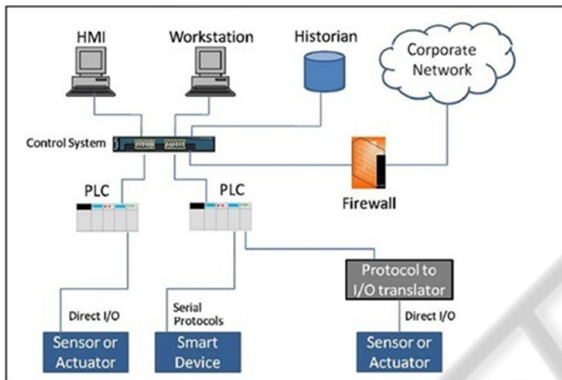 HMI
Workstation
Historian
Corporate
Network
Control System
PLC
PLC
Firewall
Protocol to
I/O translator
Direct I/O
Serial
Protocols
Direct I/O
Sensor or
Actuator
Smart
Device
Sensor or
Actuator